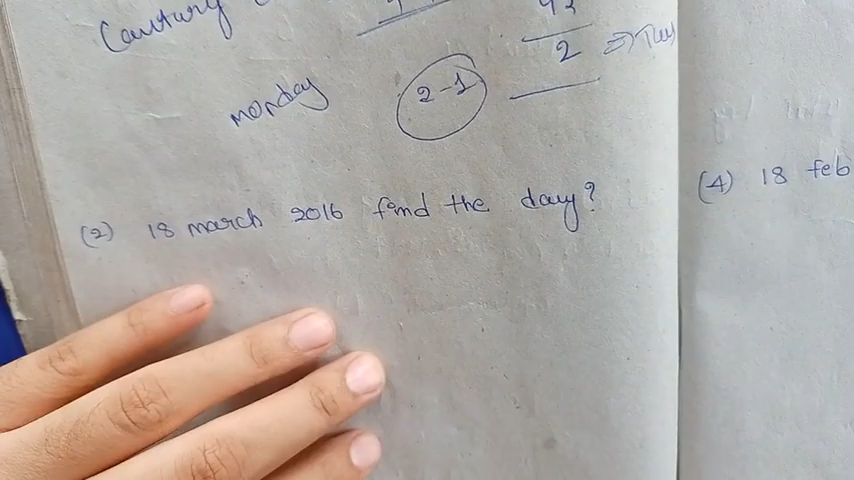 Century
2
monday
2-1
(2) 18 march 2016 find the day?
(4) 18 feb